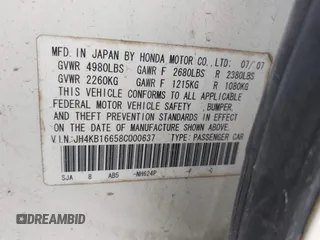 MFD. IN JAPAN BY HONDA MOTOR CO., LTD. 07/'07
GVWR 4980LBS GAWR F 2680LBS R 2380LBS
GVWR 2260KG GAWR F 1215KG R 1080KG
THIS VEHICLE CONFORMS TO ALL APPLICABLE
FEDERAL MOTOR VEHICLE SAFETY, BUMPER,
AND THEFT PREVENTION STANDARDS IN EFFECT ON
THE DATE OF MANUFACTURE SHOWN ABOVE.
V.I.N.:JH4KB16658C000637 TYPE: PASSENGER CAR
SJA 8 AB5 -NH624P
DREAMBID